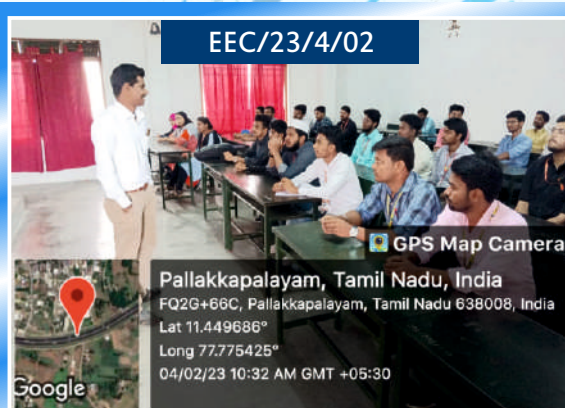 EEC/23/4/02
GPS Map Camera
Pallakkapalayam, Tamil Nadu, India
FQ2G+66C, Pallakkapalayam, Tamil Nadu 638008, India
Lat 11.449686°
Long 77.775425°
04/02/23 10:32 AM GMT +05:30
Google